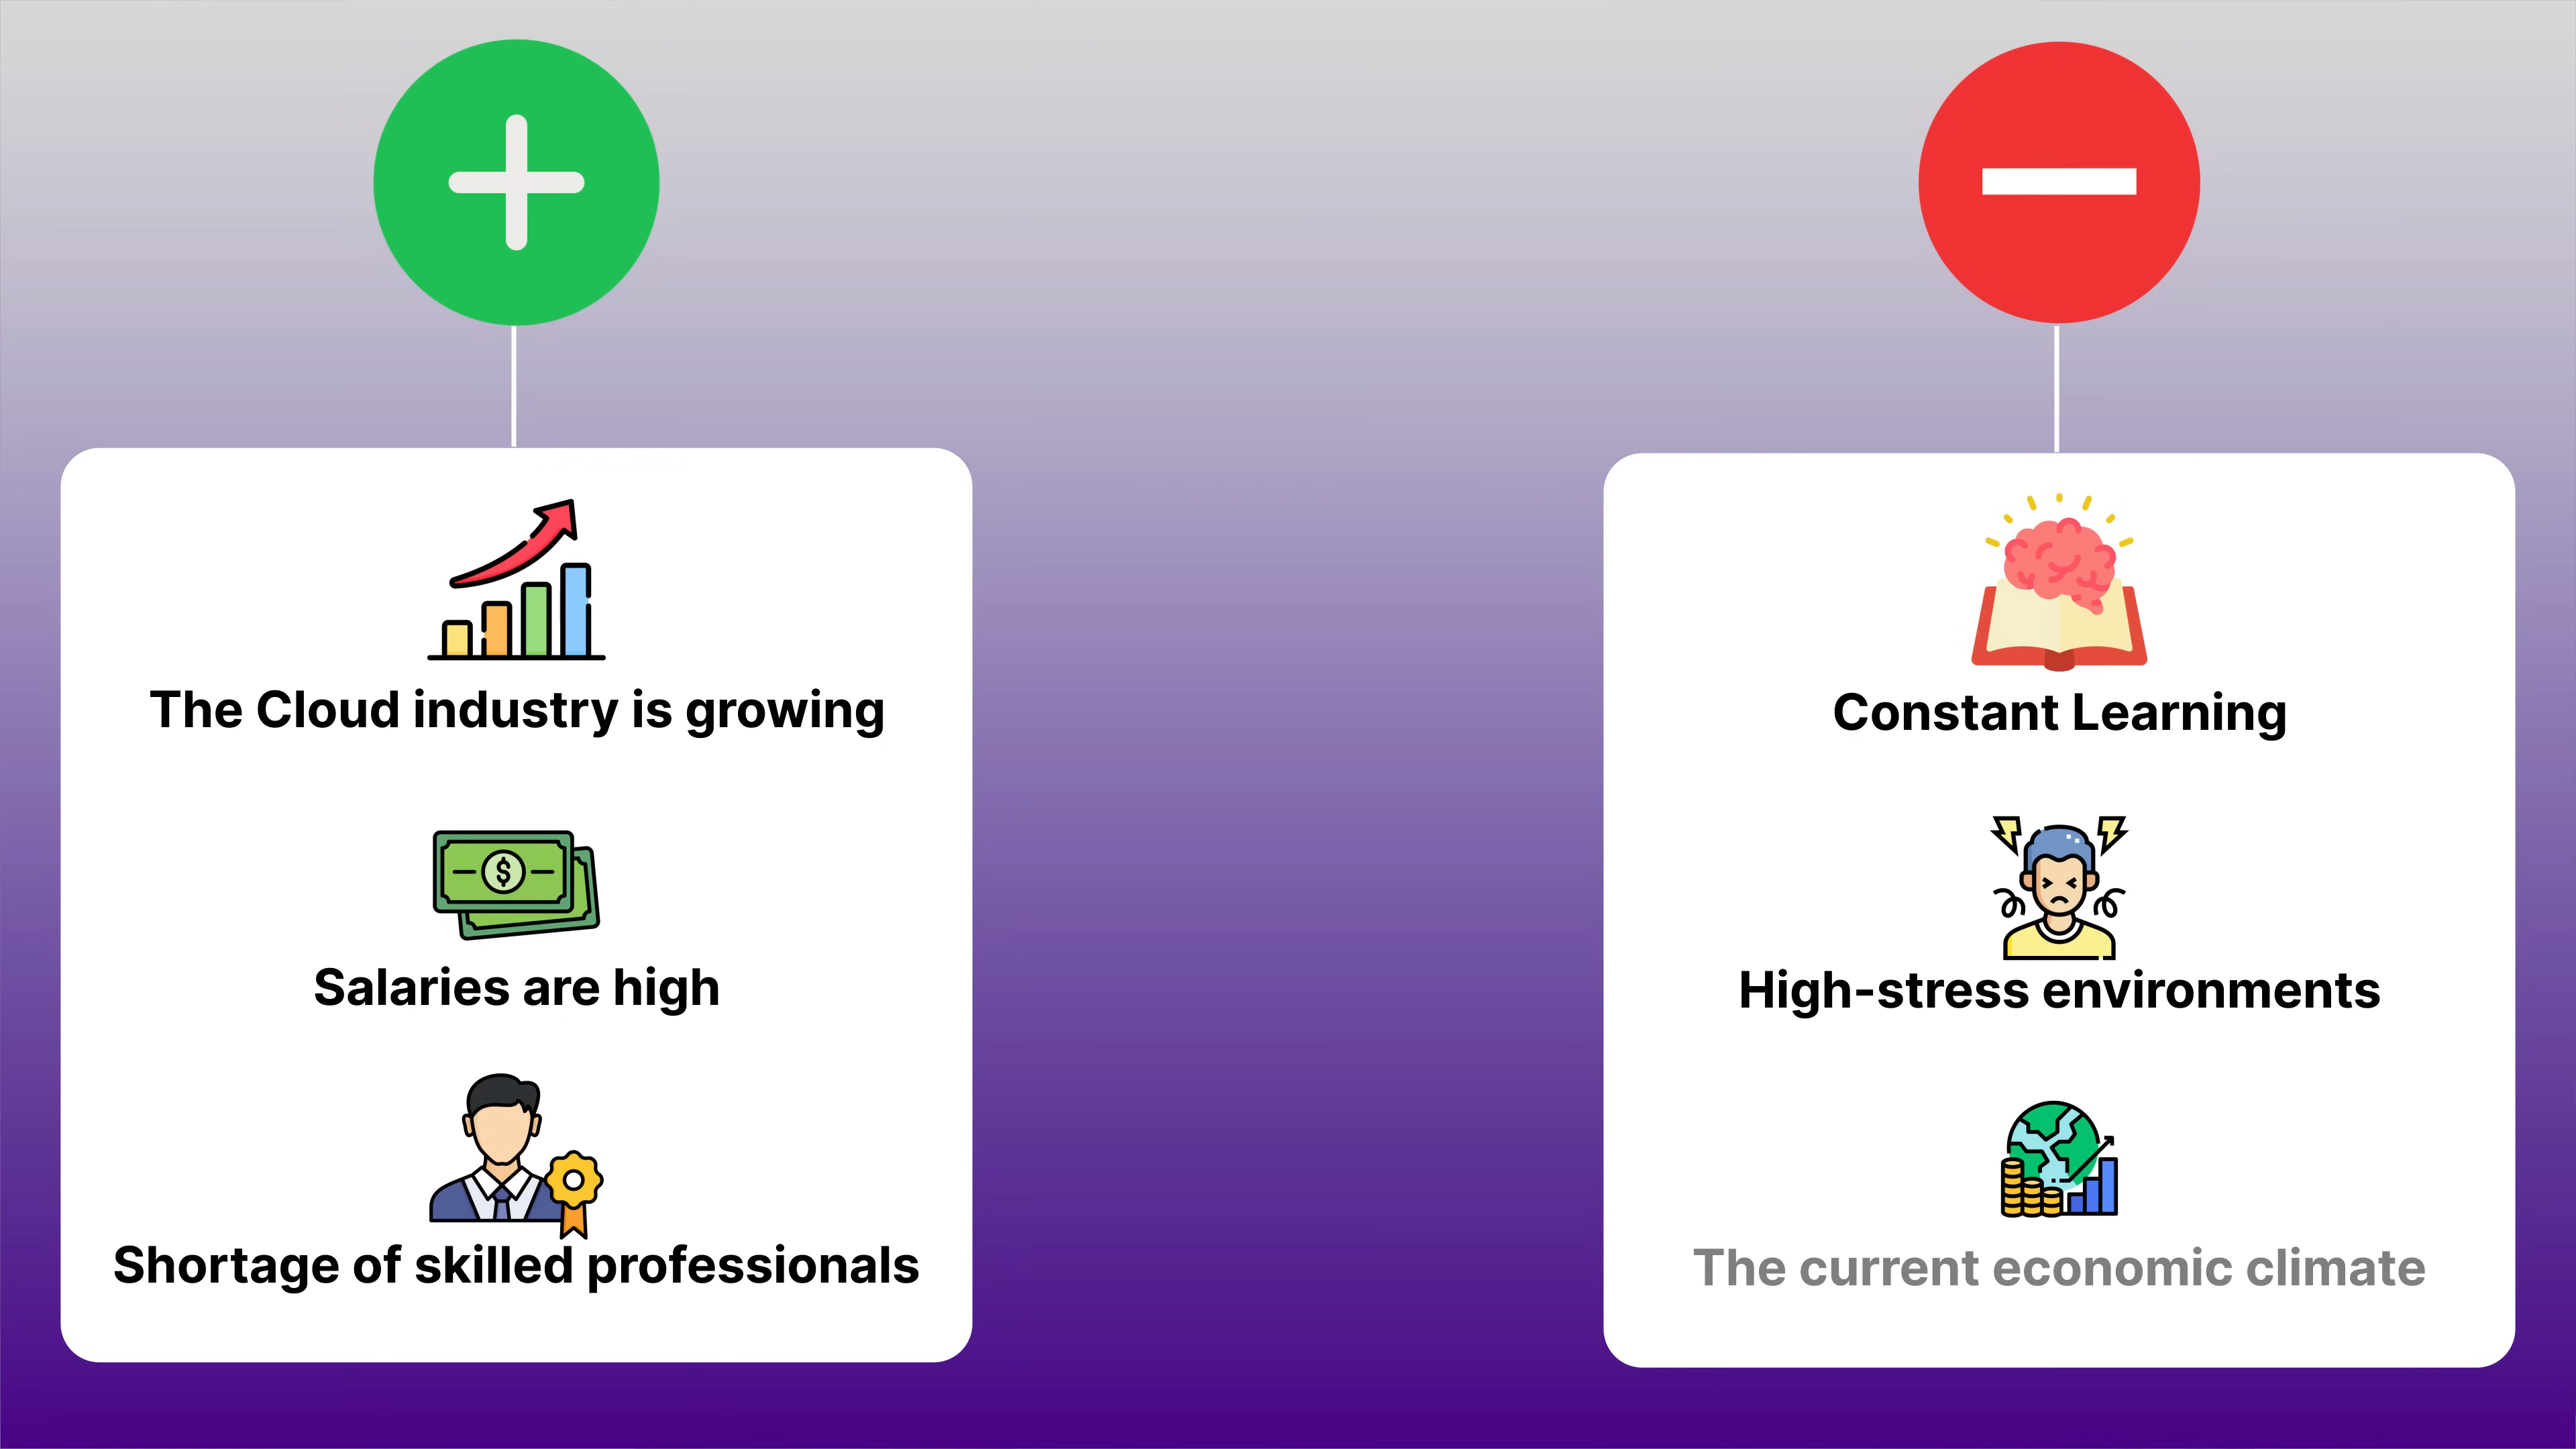 The Cloud industry is growing
Salaries are high
Shortage of skilled professionals
Constant Learning
High-stress environments
The current economic climate